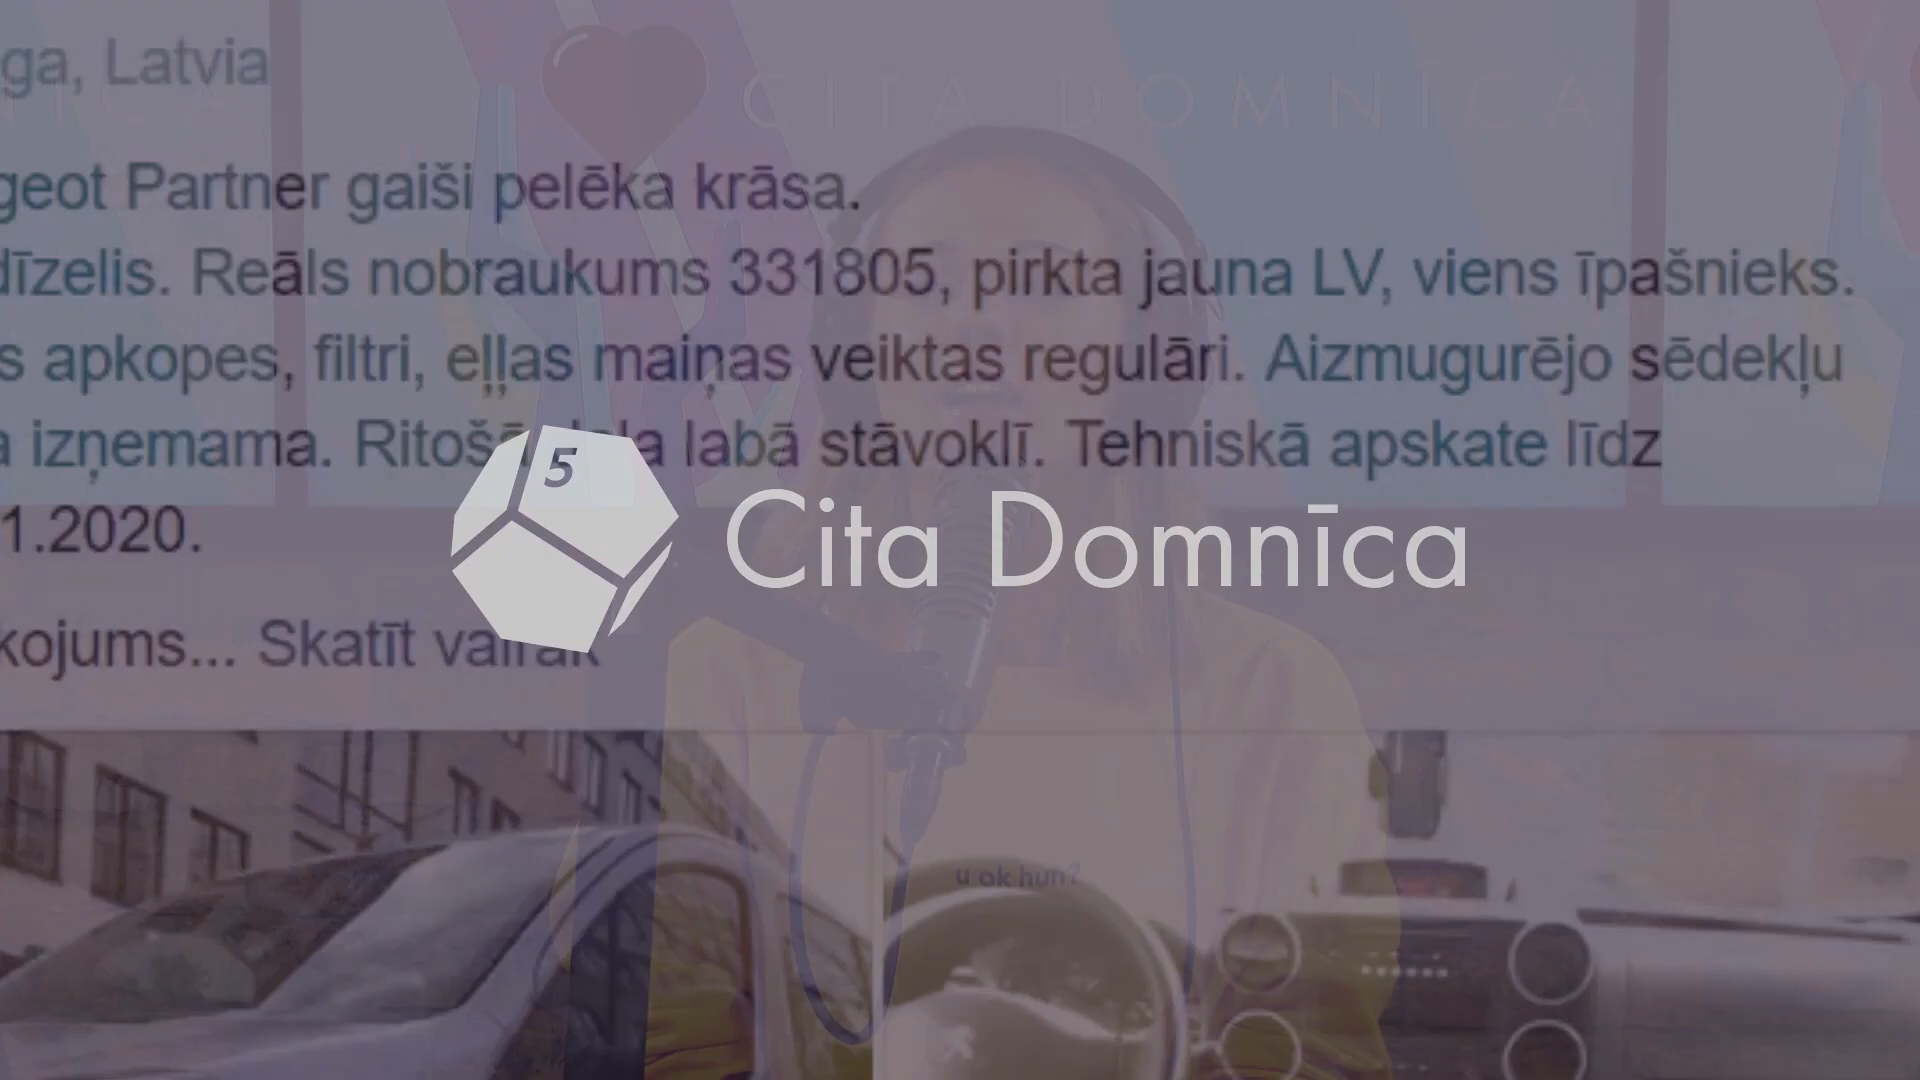 ga, Latvia
CITA DOMNĪCA
geot Partner gaiši pelēka krāsa.
dīzelis. Reāls nobraukums 331805, pirkta jauna LV, viens īpašnieks.
s apkopes, filtri, eļļas maiņas veiktas regulāri. Aizmugurējo sēdekļu
a izņemama. Ritošā daļa labā stāvoklī. Tehniskā apskate līdz
1.2020.
5
Cita Domnīca
kojums... Skatīt vairāk
u ok hun?